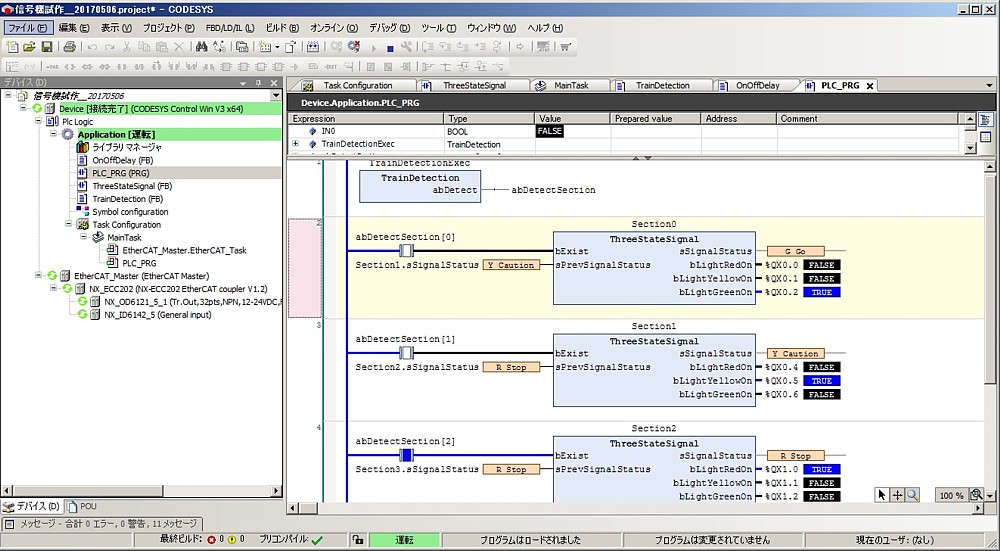 信号機試作__20170506.project* - CODESYS
ファイル(F) 編集(E) 表示(V) プロジェクト(P) FBD/LD/IL(L) ビルド(B) オンライン(O) デバッグ(D) ツール(T) ウィンドウ(W) ヘルプ(H)
デバイス(D)
信号機試作__20170506
Device [接続完了] (CODESYS Control Win V3 x64)
Plc Logic
Application [運転]
ライブラリ マネージャ
OnOffDelay (FB)
PLC_PRG (PRG)
ThreeStateSignal (FB)
TrainDetection (FB)
Symbol configuration
Task Configuration
MainTask
EtherCAT_Master.EtherCAT_Task
PLC_PRG
EtherCAT_Master (EtherCAT Master)
NX_ECC202 (NX-ECC202 EtherCAT coupler V1.2)
NX_OD6121_5_1 (Tr.Out,32pts,NPN,12-24VDC,
NX_ID6142_5 (General input)
デバイス(D) POU
Task Configuration ThreeStateSignal MainTask TrainDetection OnOffDelay PLC_PRG
Device.Application.PLC_PRG
Expression Type Value Prepared value Address Comment
IN0 BOOL FALSE
TrainDetectionExec TrainDetection
1 TrainDetectionExec
TrainDetection
abDetect abDetectSection
2 Section0
abDetectSection[0] ThreeStateSignal
bExist sSignalStatus G Go
Section1.sSignalStatus Y Caution sPrevSignalStatus bLightRedOn %QX0.0 FALSE
bLightYellowOn %QX0.1 FALSE
bLightGreenOn %QX0.2 TRUE
3 Section1
abDetectSection[1] ThreeStateSignal
bExist sSignalStatus Y Caution
Section2.sSignalStatus R Stop sPrevSignalStatus bLightRedOn %QX0.4 FALSE
bLightYellowOn %QX0.5 TRUE
bLightGreenOn %QX0.6 FALSE
4 Section2
abDetectSection[2] ThreeStateSignal
bExist sSignalStatus R Stop
Section3.sSignalStatus R Stop sPrevSignalStatus bLightRedOn %QX1.0 TRUE
bLightYellowOn %QX1.1 FALSE
bLightGreenOn %QX1.2 FALSE
100 %
メッセージ - 合計 0 エラー, 0 警告, 11 メッセージ
最終ビルド: 0 0 プリコンパイル: 運転 プログラムはロードされました プログラムは変更されていません 現在のユーザ: (なし)